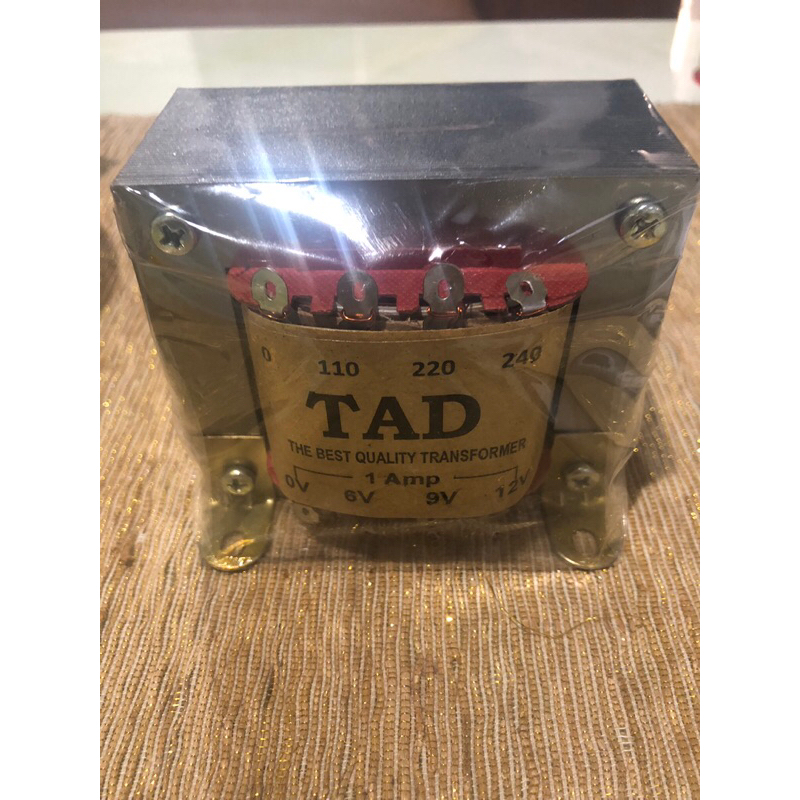 0 110 220 240
TAD
THE BEST QUALITY TRANSFORMER
1 Amp
0V 6V 9V 12V